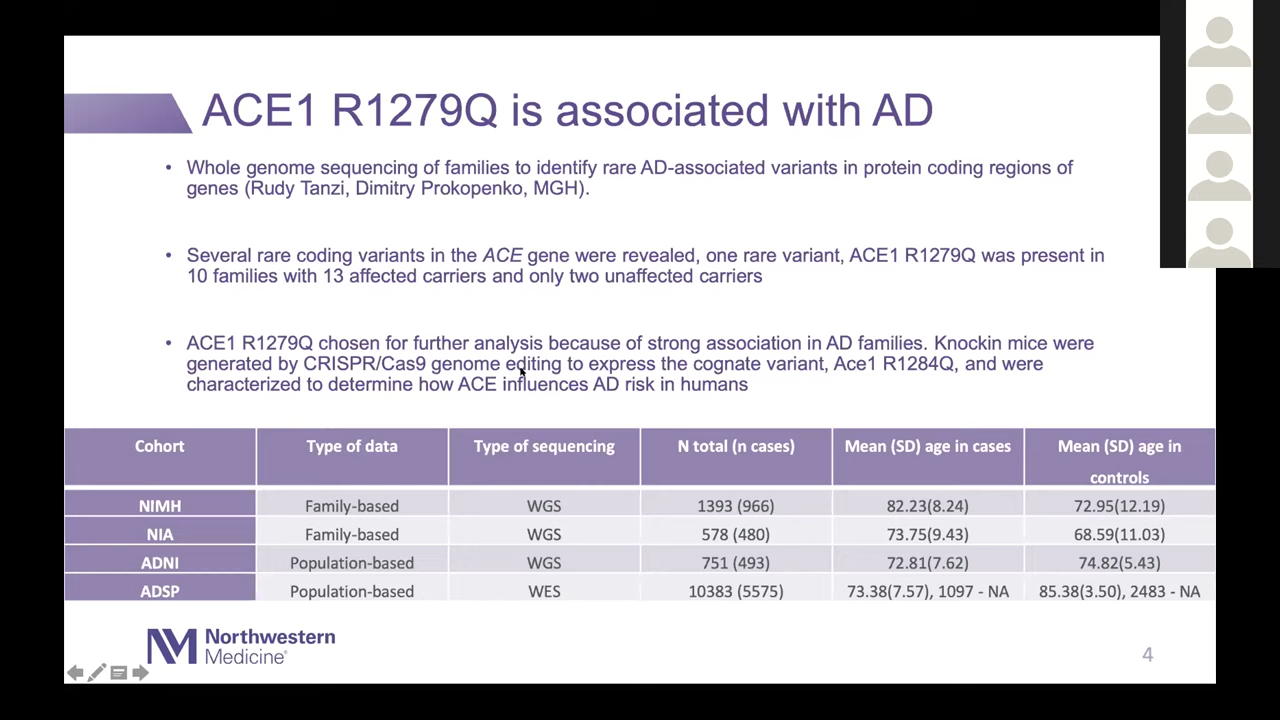 ACE1 R1279Q is associated with AD
• Whole genome sequencing of families to identify rare AD-associated variants in protein coding regions of
genes (Rudy Tanzi, Dimitry Prokopenko, MGH).
• Several rare coding variants in the ACE gene were revealed, one rare variant, ACE1 R1279Q was present in
10 families with 13 affected carriers and only two unaffected carriers
• ACE1 R1279Q chosen for further analysis because of strong association in AD families. Knockin mice were
generated by CRISPR/Cas9 genome editing to express the cognate variant, Ace1 R1284Q, and were
characterized to determine how ACE influences AD risk in humans
Cohort Type of data Type of sequencing N total (n cases) Mean (SD) age in cases Mean (SD) age in
controls
NIMH Family-based WGS 1393 (966) 82.23(8.24) 72.95(12.19)
NIA Family-based WGS 578 (480) 73.75(9.43) 68.59(11.03)
ADNI Population-based WGS 751 (493) 72.81(7.62) 74.82(5.43)
ADSP Population-based WES 10383 (5575) 73.38(7.57), 1097 - NA 85.38(3.50), 2483 - NA
NM Northwestern
Medicine®
4